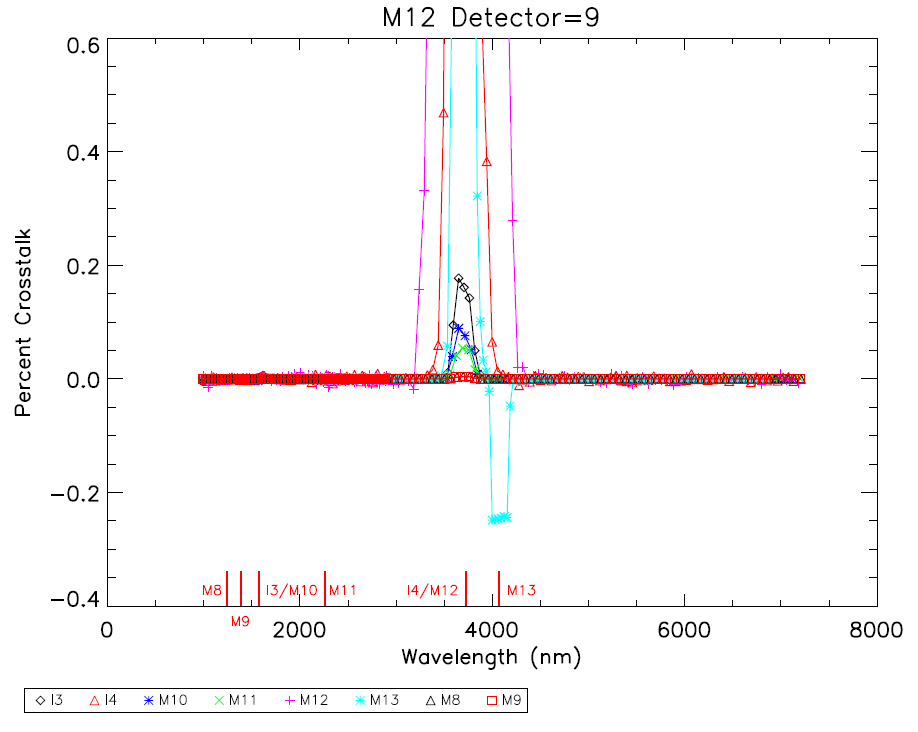 M12 Detector=9
Percent Crosstalk
0.6
0.4
0.2
0.0
−0.2
−0.4
M8
M9
I3/M10
M11
I4/M12
M13
0 2000 4000 6000 8000
Wavelength (nm)
I3 I4 M10 M11 M12 M13 M8 M9